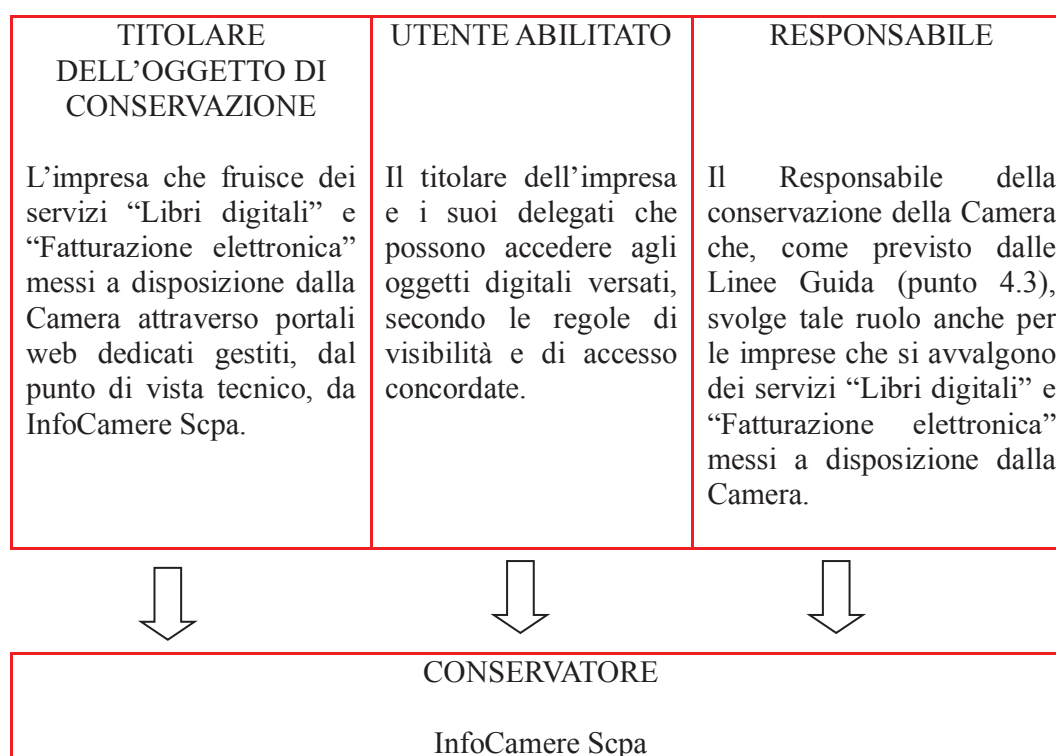 TITOLARE
DELL’OGGETTO DI
CONSERVAZIONE
L’impresa che fruisce dei
servizi “Libri digitali” e
“Fatturazione elettronica”
messi a disposizione dalla
Camera attraverso portali
web dedicati gestiti, dal
punto di vista tecnico, da
InfoCamere Scpa.
UTENTE ABILITATO
Il titolare dell’impresa
e i suoi delegati che
possono accedere agli
oggetti digitali versati,
secondo le regole di
visibilità e di accesso
concordate.
RESPONSABILE
Il Responsabile della
conservazione della Camera
che, come previsto dalle
Linee Guida (punto 4.3),
svolge tale ruolo anche per
le imprese che si avvalgono
dei servizi “Libri digitali” e
“Fatturazione elettronica”
messi a disposizione dalla
Camera.
CONSERVATORE
InfoCamere Scpa